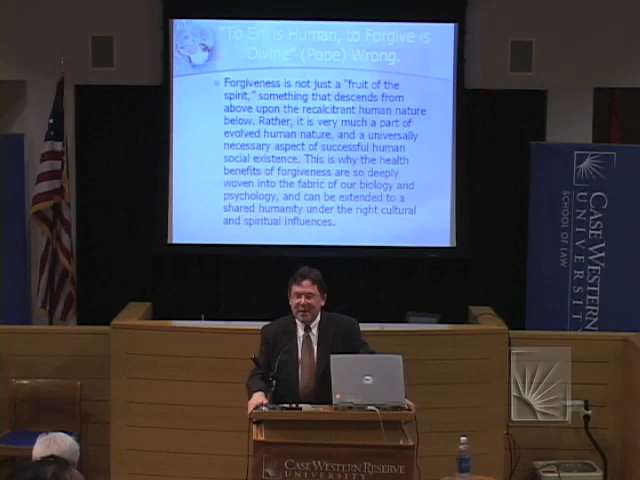 "To Err is Human, to Forgive is
Divine" (Pope) Wrong.
» Forgiveness is not just a "fruit of the
spirit," something that descends from
above upon the recalcitrant human nature
below. Rather, it is very much a part of
evolved human nature, and a universally
necessary aspect of successful human
social existence. This is why the health
benefits of forgiveness are so deeply
woven into the fabric of our biology and
psychology, and can be extended to a
shared humanity under the right cultural
and spiritual influences.
CASE WESTERN
UNIVERSITY
SCHOOL OF LAW
DELL
CASE WESTERN RESERVE
UNIVERSITY